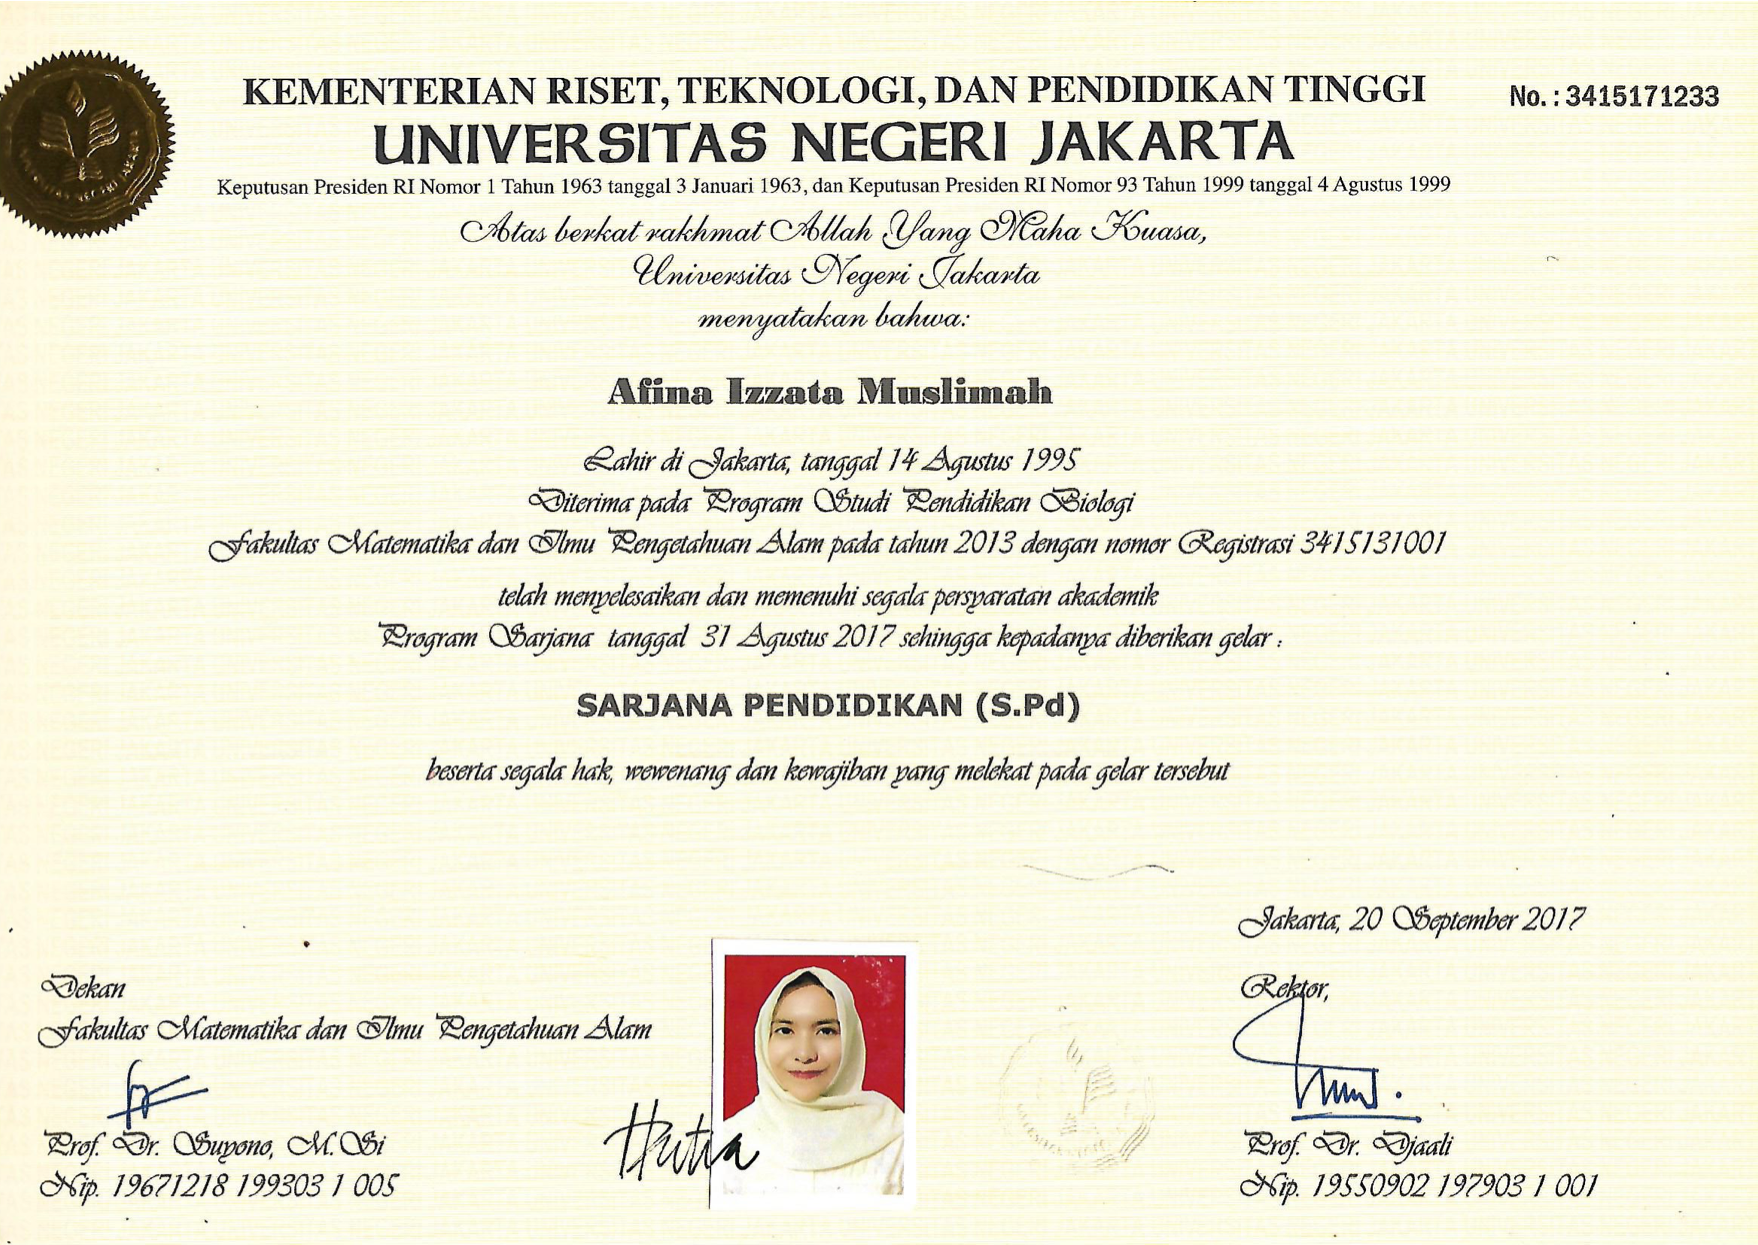 KEMENTERIAN RISET, TEKNOLOGI, DAN PENDIDIKAN TINGGI
No. : 3415171233
UNIVERSITAS NEGERI JAKARTA
Keputusan Presiden RI Nomor 1 Tahun 1963 tanggal 3 Januari 1963, dan Keputusan Presiden RI Nomor 93 Tahun 1999 tanggal 4 Agustus 1999
Atas berkat rakhmat Allah Yang Maha Kuasa,
Universitas Negeri Jakarta
menyatakan bahwa:
Afina Izzata Muslimah
Lahir di Jakarta, tanggal 14 Agustus 1995
Diterima pada Program Studi Pendidikan Biologi
Fakultas Matematika dan Ilmu Pengetahuan Alam pada tahun 2013 dengan nomor Registrasi 3415131001
telah menyelesaikan dan memenuhi segala persyaratan akademik
Program Sarjana tanggal 31 Agustus 2017 sehingga kepadanya diberikan gelar :
SARJANA PENDIDIKAN (S.Pd)
beserta segala hak, wewenang dan kewajiban yang melekat pada gelar tersebut
Jakarta, 20 September 2017
Dekan
Fakultas Matematika dan Ilmu Pengetahuan Alam
Prof. Dr. Suyono, M.Si
Nip. 19671218 199303 1 005
Rektor,
Prof. Dr. Djaali
Nip. 19550902 197903 1 001